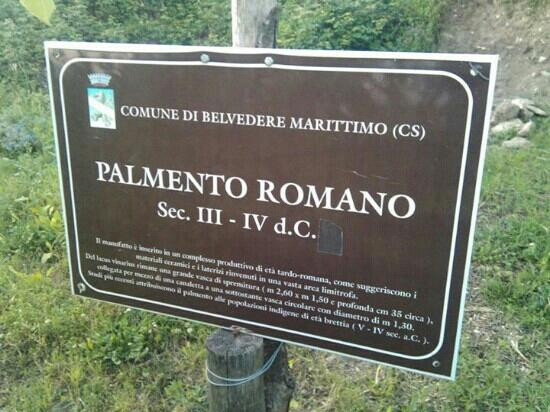 COMUNE DI BELVEDERE MARITTIMO (CS)
PALMENTO ROMANO
Sec. III - IV d.C.
Il manufatto è inserito in un complesso produttivo di età tardo-romana, come suggeriscono i
materiali ceramici e i laterizi rinvenuti in una vasta area limitrofa.
Del lacus vinarius rimane una grande vasca di spremitura ( m 2,60 x m 1,50 e profonda cm 35 circa ),
collegata per mezzo di una canaletta a una sottostante vasca circolare con diametro di m 1,30.
Studi più recenti attribuiscono il palmento alle popolazioni indigene di età brettia ( V - IV sec. a.C. ).